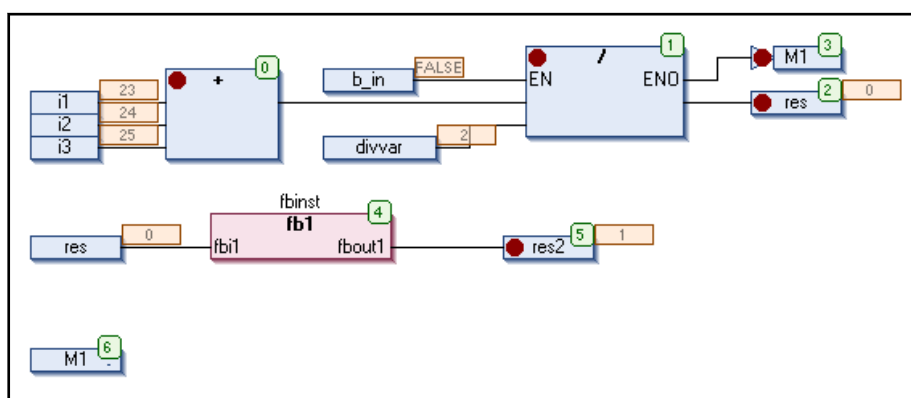 0 + 1 / 3 M1
FALSE b_in EN ENO 2 res 0
i1 23
i2 24
i3 25
divvar 2
fbinst
fb1 4
res 0 fbi1 fbout1 res2 5 1
M1 6